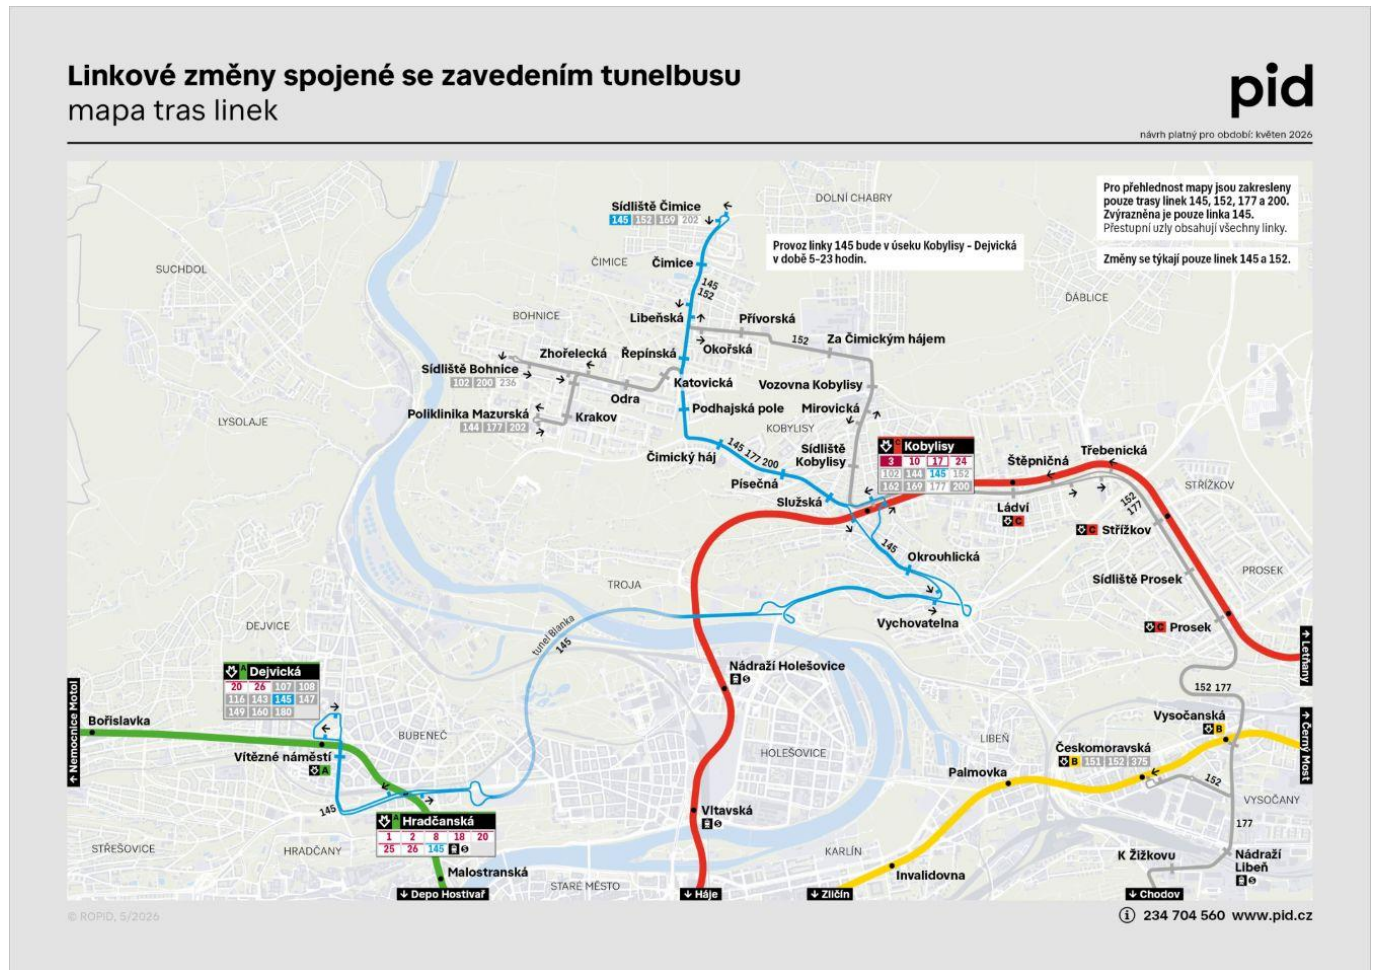 Linkové změny spojené se zavedením tunelbusu
mapa tras linek
pid
návrh platný pro období: květen 2026
Pro přehlednost mapy jsou zakresleny
pouze trasy linek 145, 152, 177 a 200.
Zvýrazněna je pouze linka 145.
Přestupní uzly obsahují všechny linky.
Změny se týkají pouze linek 145 a 152.
Provoz linky 145 bude v úseku Kobylisy - Dejvická
v době 5-23 hodin.
DOLNÍ CHABRY
Sídliště Čimice
145 152 169 202
SUCHDOL
ČIMICE
Čimice
145
152
ĎÁBLICE
BOHNICE
Libeňská
Přívorská
152
Za Čimickým hájem
Okořská
Zhořelecká
Řepínská
Sídliště Bohnice
102 200 236
Katovická
Vozovna Kobylisy
Odra
Poliklinika Mazurská
144 177 202
Krakov
Podhajská pole
Mirovická
LYSOLAJE
KOBYLISY
Čimický háj
145 177 200
Sídliště
Kobylisy
C Kobylisy
3 10 17 24
102 144 145 152
162 169 177 200
Štěpničná
Třebenická
Písečná
STŘÍŽKOV
Služská
Ládví
C
152
177
C Střížkov
145
Okrouhlická
TROJA
Sídliště Prosek
PROSEK
Vychovatelna
DEJVICE
tunel Blanka
145
C Prosek
Letňany
A Dejvická
20 26 107 108
116 143 145 147
149 160 180
Nádraží Holešovice
S
152 177
Nemocnice Motol
Bořislavka
BUBENEČ
Vítězné náměstí
A
HOLEŠOVICE
LIBEŇ
Vysočanská
B
Českomoravská
B 151 152 375
Černý Most
Palmovka
152
145
Vltavská
S
VYSOČANY
177
A Hradčanská
1 2 8 18 20
25 26 8 145 S
STŘEŠOVICE
HRADČANY
KARLÍN
K Žižkovu
Nádraží
Libeň
S
Malostranská
STARÉ MĚSTO
Invalidovna
Depo Hostivař
Háje
Zličín
Chodov
© ROPID, 5/2026
234 704 560 www.pid.cz